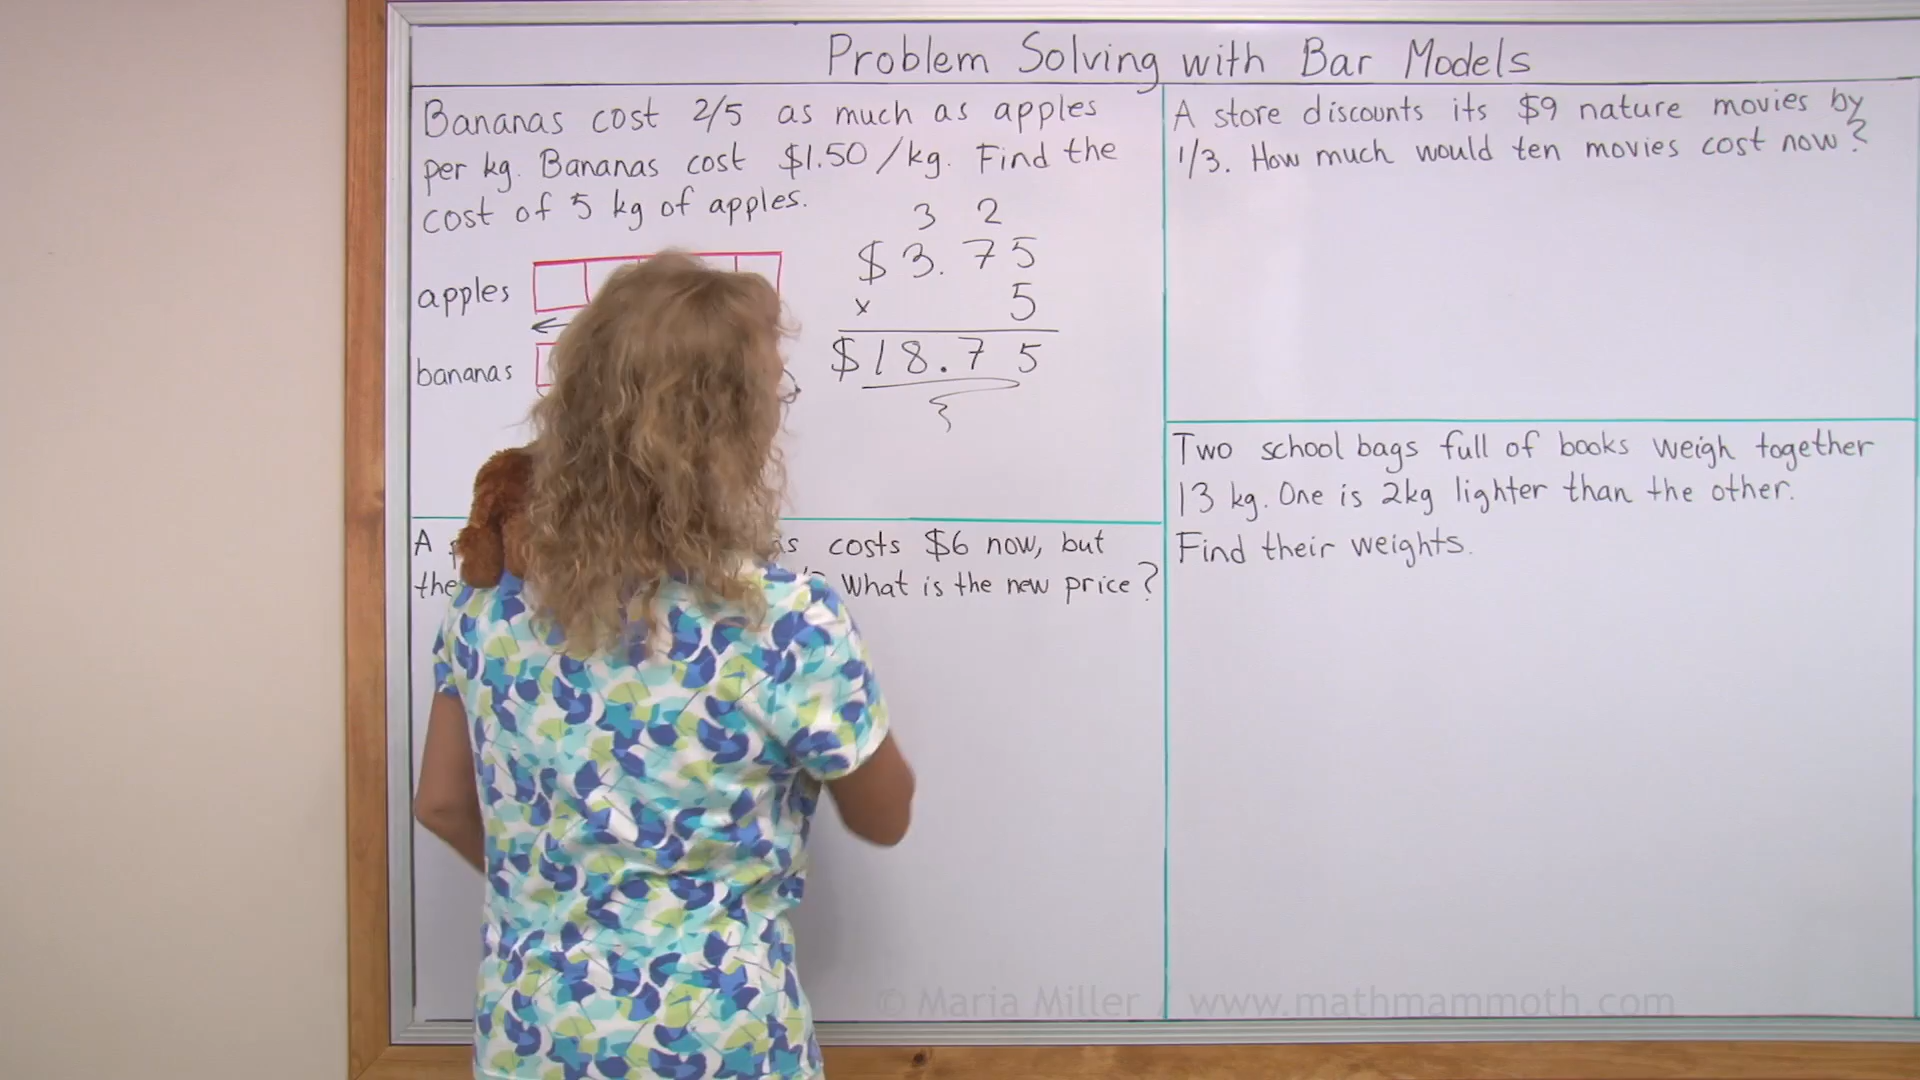 Problem Solving with Bar Models
Bananas cost 2/5 as much as apples
per kg. Bananas cost $1.50/kg. Find the
cost of 5 kg of apples.
3 2
$3.75
x 5
$18.75
apples
bananas
A costs $6 now, but
the What is the new price?
A store discounts its $9 nature movies by
1/3. How much would ten movies cost now?
Two school bags full of books weigh together
13 kg. One is 2kg lighter than the other.
Find their weights.
© Maria Miller / www.mathmammoth.com